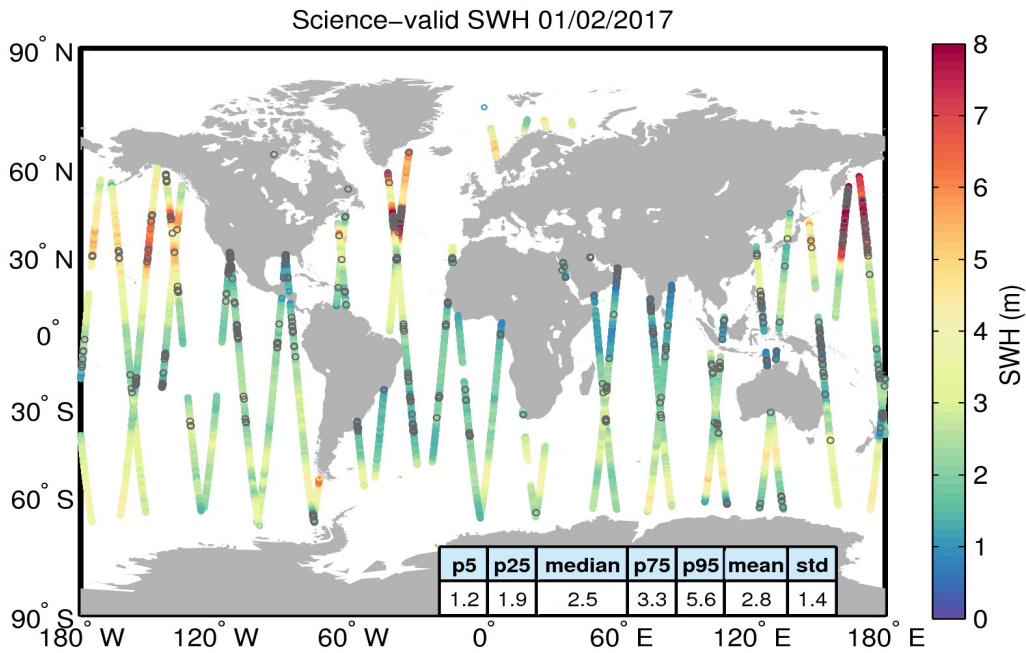 Science−valid SWH 01/02/2017
90° N
60° N
30° N
0°
30° S
60° S
90° S
180° W
120° W
60° W
0°
60° E
120° E
180° E
p5 p25 median p75 p95 mean std
1.2 1.9 2.5 3.3 5.6 2.8 1.4
8
7
6
5
4
3
2
1
0
SWH (m)